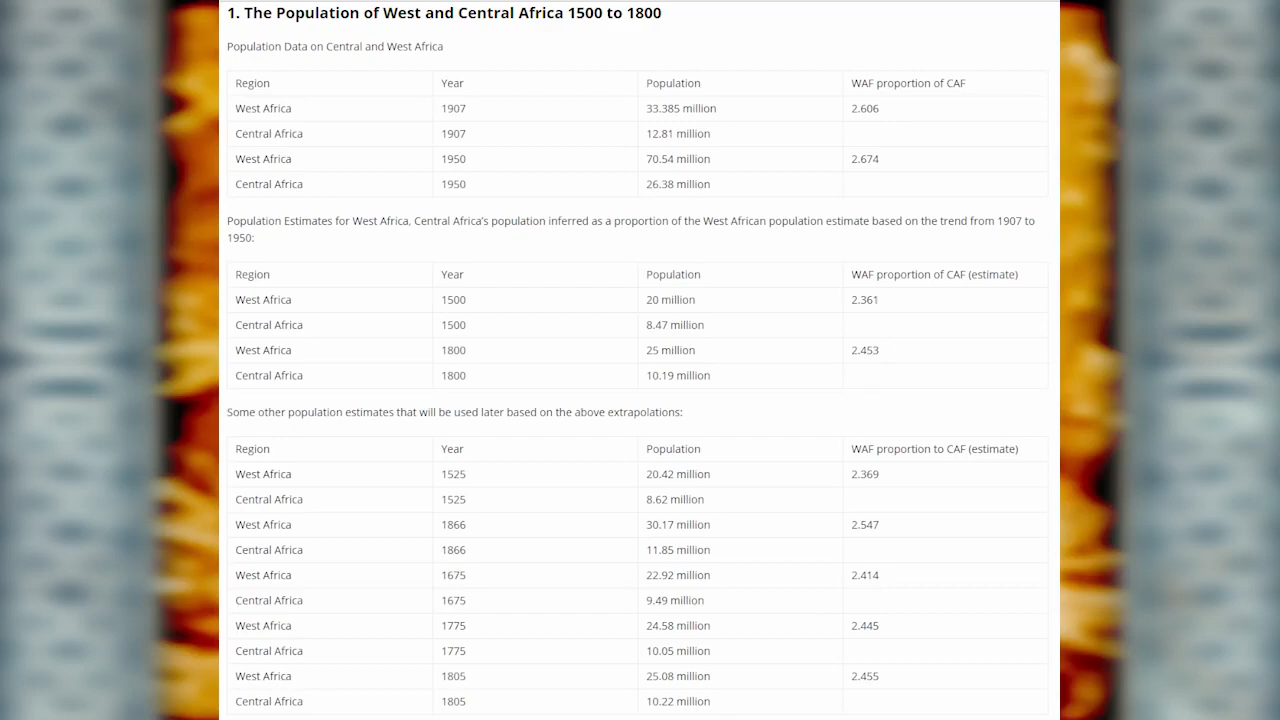 1. The Population of West and Central Africa 1500 to 1800
Population Data on Central and West Africa
Region Year Population WAF proportion of CAF
West Africa 1907 33.385 million 2.606
Central Africa 1907 12.81 million
West Africa 1950 70.54 million 2.674
Central Africa 1950 26.38 million
Population Estimates for West Africa, Central Africa's population inferred as a proportion of the West African population estimate based on the trend from 1907 to
1950:
Region Year Population WAF proportion of CAF (estimate)
West Africa 1500 20 million 2.361
Central Africa 1500 8.47 million
West Africa 1800 25 million 2.453
Central Africa 1800 10.19 million
Some other population estimates that will be used later based on the above extrapolations:
Region Year Population WAF proportion to CAF (estimate)
West Africa 1525 20.42 million 2.369
Central Africa 1525 8.62 million
West Africa 1866 30.17 million 2.547
Central Africa 1866 11.85 million
West Africa 1675 22.92 million 2.414
Central Africa 1675 9.49 million
West Africa 1775 24.58 million 2.445
Central Africa 1775 10.05 million
West Africa 1805 25.08 million 2.455
Central Africa 1805 10.22 million